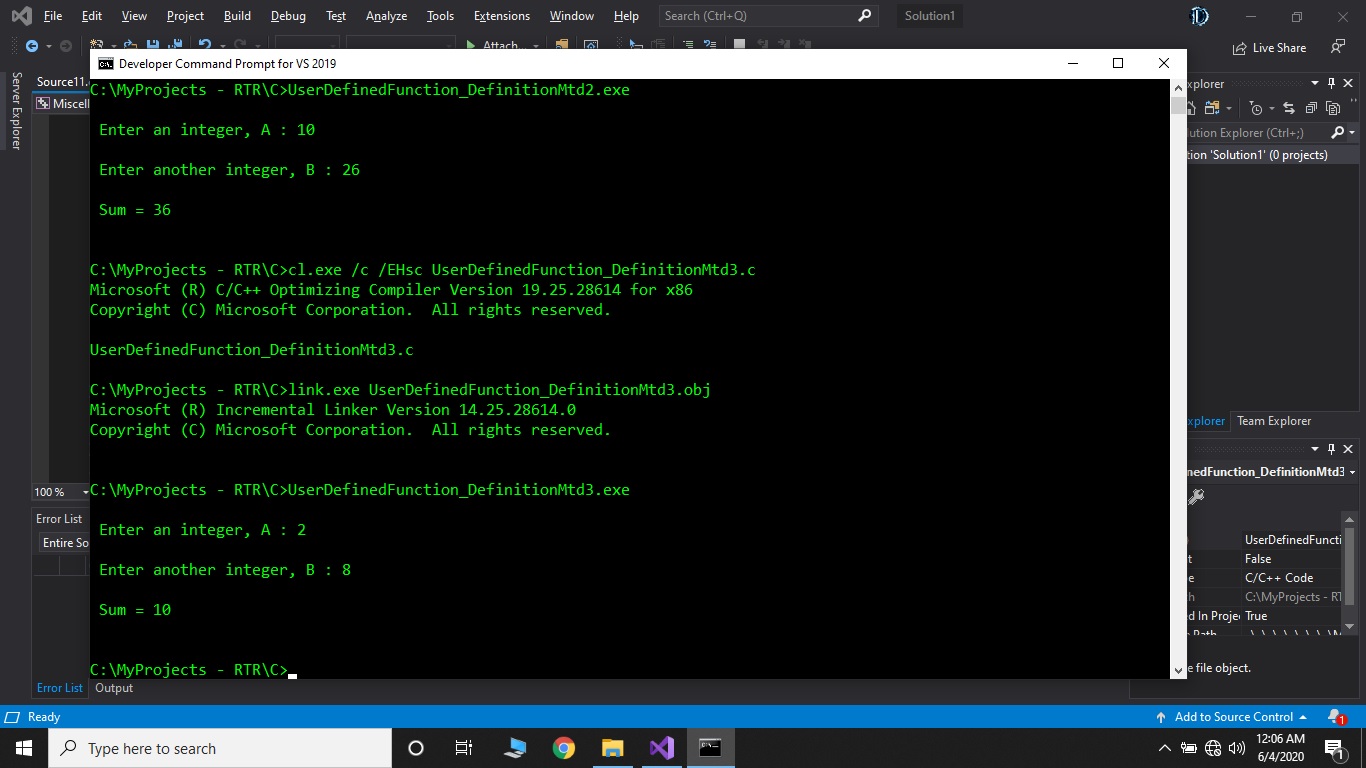 File Edit View Project Build Debug Test Analyze Tools Extensions Window Help Search (Ctrl+Q) Solution1
Attach... Live Share
Server Explorer
Source11.
Miscell
Developer Command Prompt for VS 2019
C:\MyProjects - RTR\C>UserDefinedFunction_DefinitionMtd2.exe
Enter an integer, A : 10
Enter another integer, B : 26
Sum = 36
C:\MyProjects - RTR\C>cl.exe /c /EHsc UserDefinedFunction_DefinitionMtd3.c
Microsoft (R) C/C++ Optimizing Compiler Version 19.25.28614 for x86
Copyright (C) Microsoft Corporation.  All rights reserved.
UserDefinedFunction_DefinitionMtd3.c
C:\MyProjects - RTR\C>link.exe UserDefinedFunction_DefinitionMtd3.obj
Microsoft (R) Incremental Linker Version 14.25.28614.0
Copyright (C) Microsoft Corporation.  All rights reserved.
C:\MyProjects - RTR\C>UserDefinedFunction_DefinitionMtd3.exe
Enter an integer, A : 2
Enter another integer, B : 8
Sum = 10
C:\MyProjects - RTR\C>
100 %
Error List
Entire So
Error List Output
xplorer
lution Explorer (Ctrl+;)
tion 'Solution1' (0 projects)
xplorer Team Explorer
nedFunction_DefinitionMtd3
UserDefinedFuncti
t False
e C/C++ Code
h C:\MyProjects - RT
d In Projec True
Path
e file object.
Ready Add to Source Control 1
Type here to search
12:06 AM
6/4/2020
1